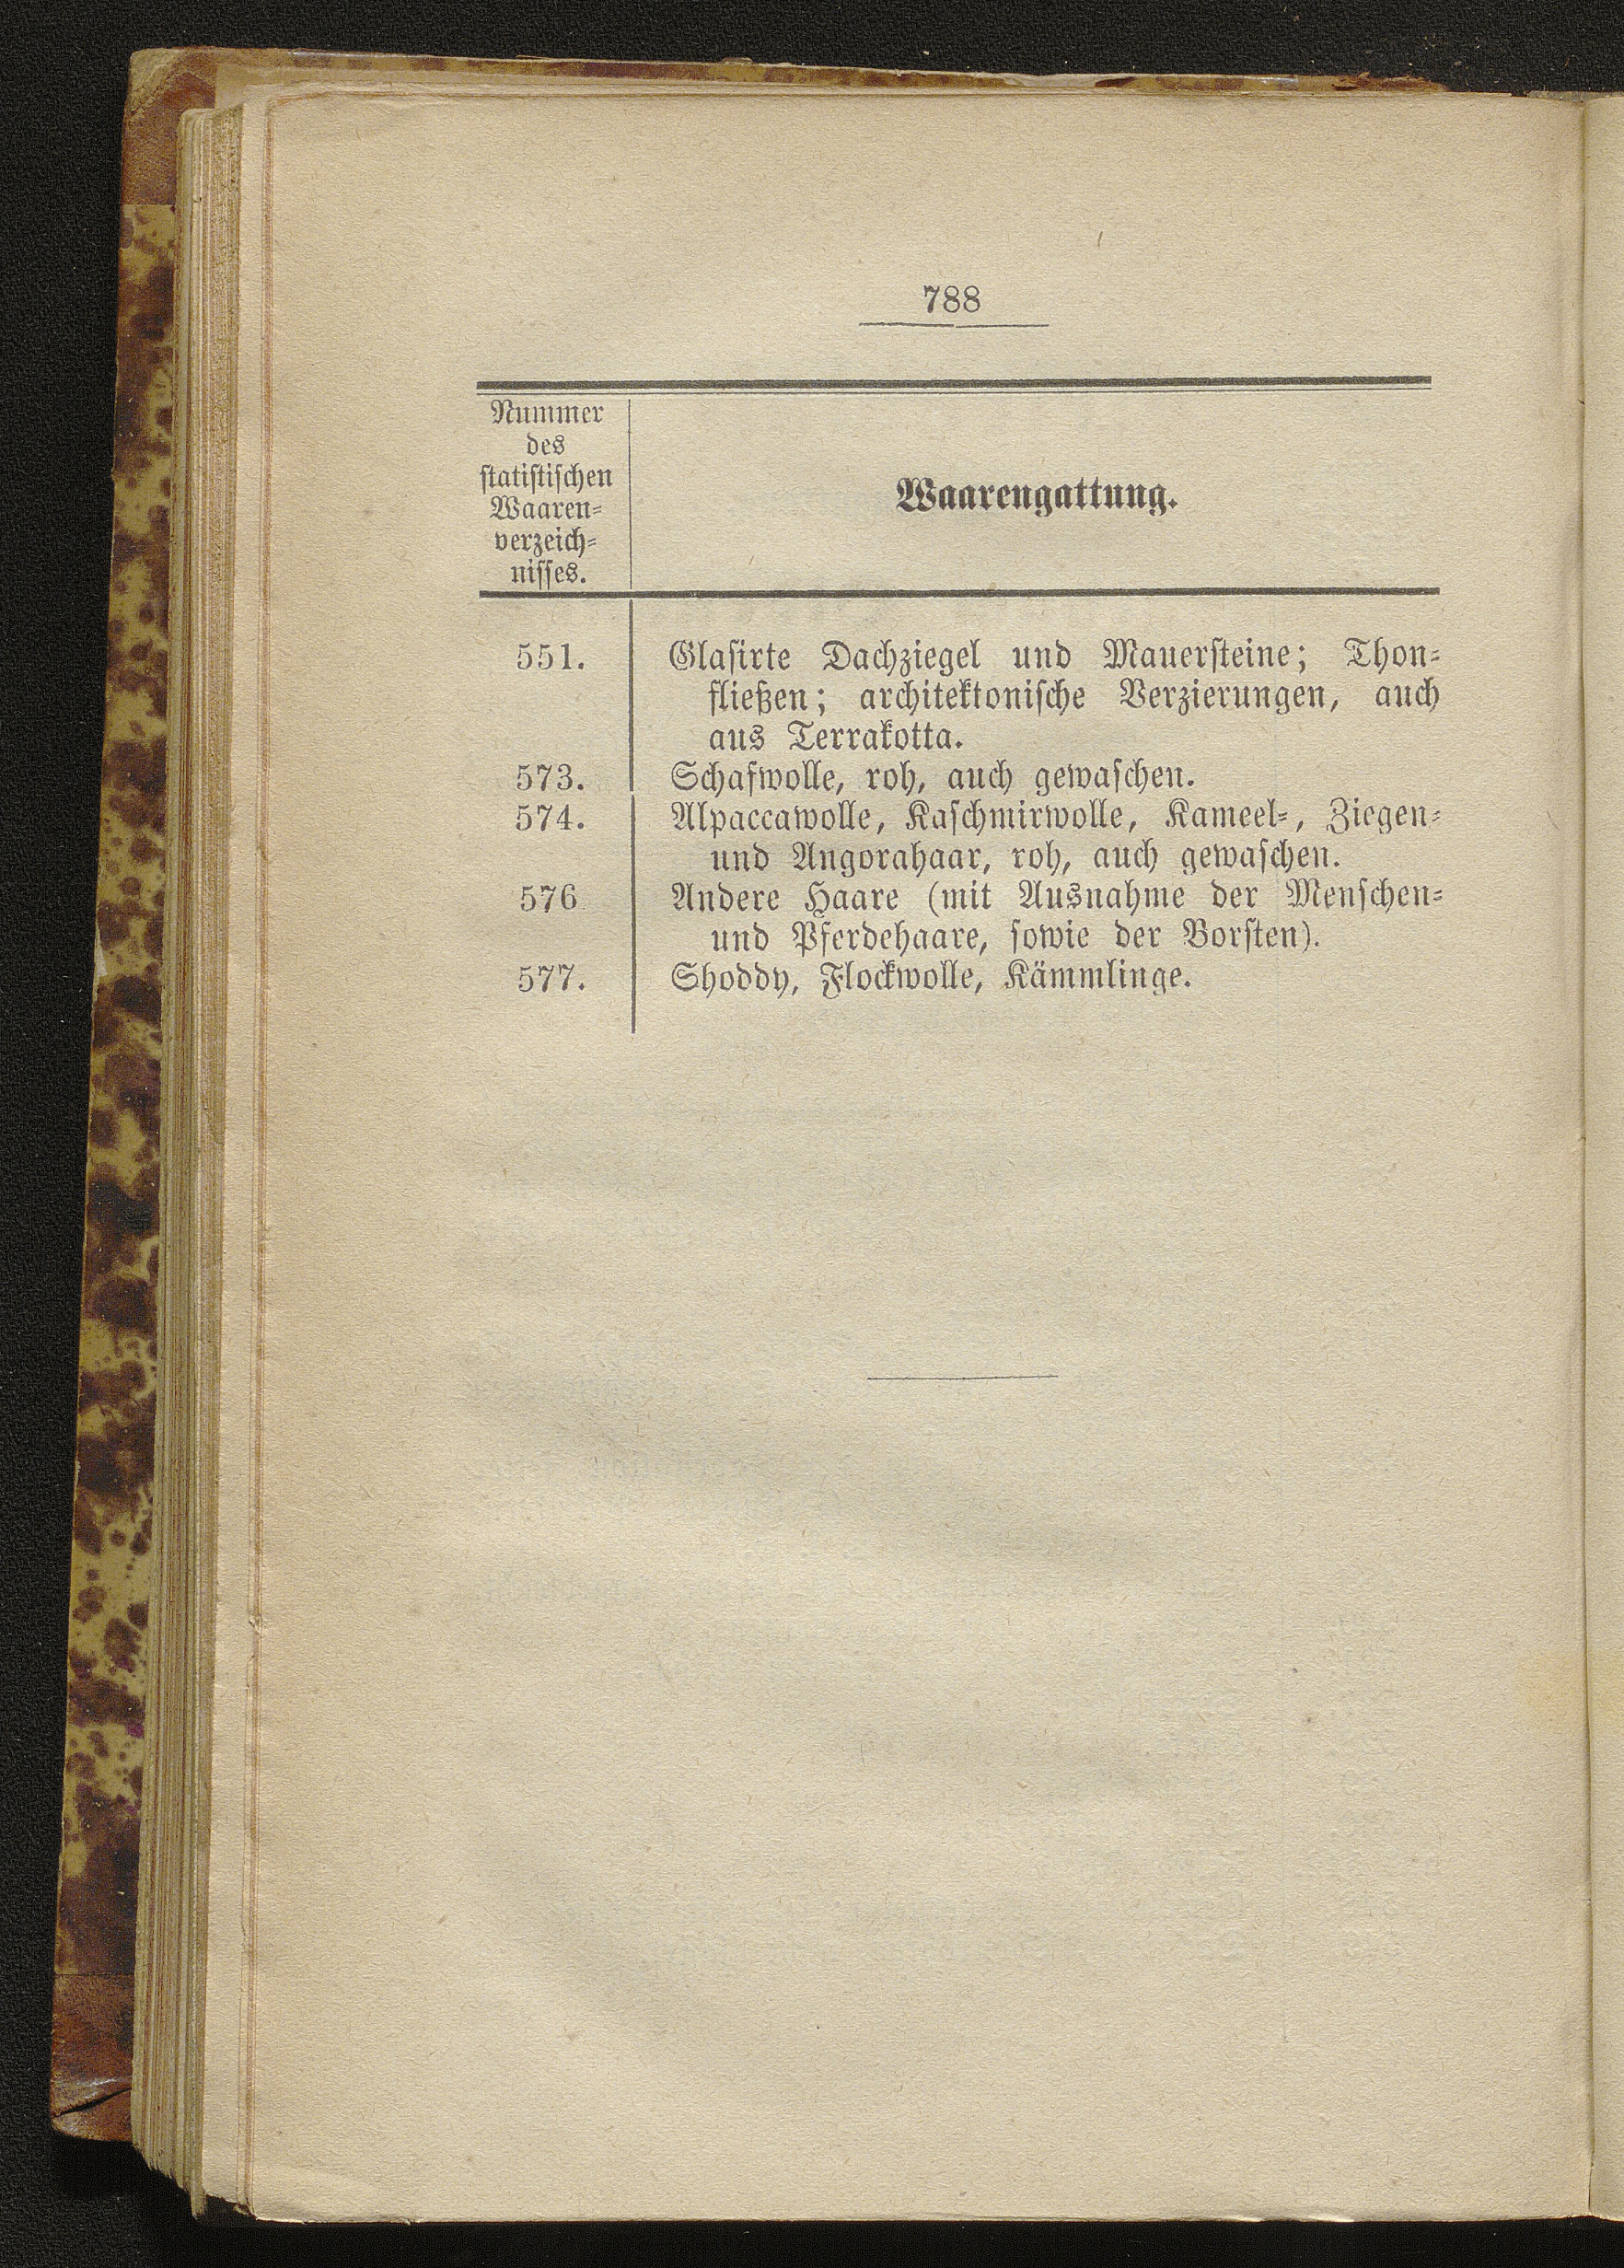 788
Nummer
des
statistischen
Waaren-
verzeich-
nisses.
Waarengattung.
551. Glasirte Dachziegel und Mauersteine; Thon-
fließen; architektonische Verzierungen, auch
aus Terrakotta.
573. Schafwolle, roh, auch gewaschen.
574. Alpaccawolle, Kaschmirwolle, Kameel-, Ziegen-
und Angorahaar, roh, auch gewaschen.
576 Andere Haare (mit Ausnahme der Menschen-
und Pferdehaare, sowie der Borsten).
577. Shoddy, Flockwolle, Kämmlinge.